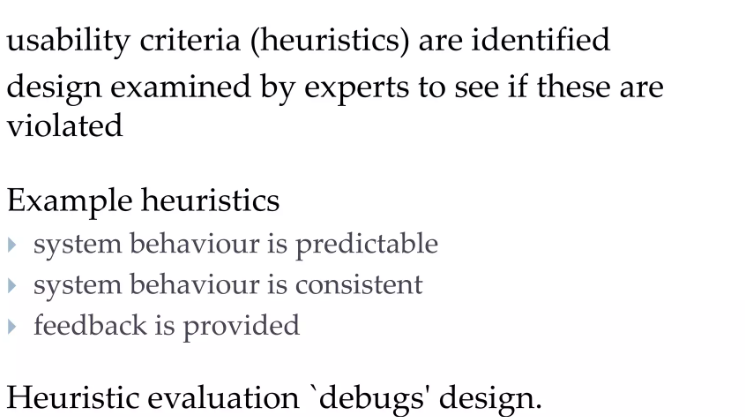 usability criteria (heuristics) are identified
design examined by experts to see if these are
violated
Example heuristics
system behaviour is predictable
system behaviour is consistent
feedback is provided
Heuristic evaluation `debugs' design.